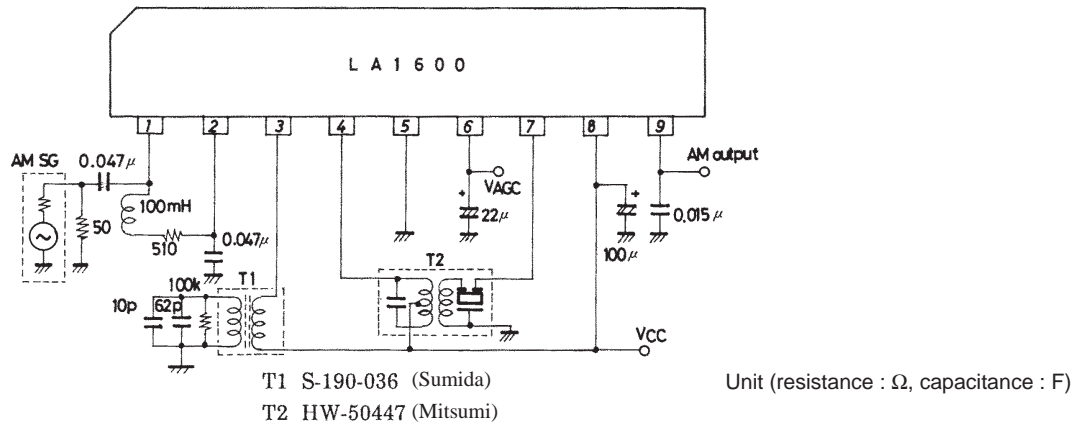 LA1600
1 2 3 4 5 6 7 8 9
AM SG
0.047μ
AM output
VAGC
100mH
50
510
0.047μ
22μ
100μ
0.015μ
T1
T2
100k
10p
62p
VCC
T1 S-190-036 (Sumida)
T2 HW-50447 (Mitsumi)
Unit (resistance : Ω, capacitance : F)
+
+